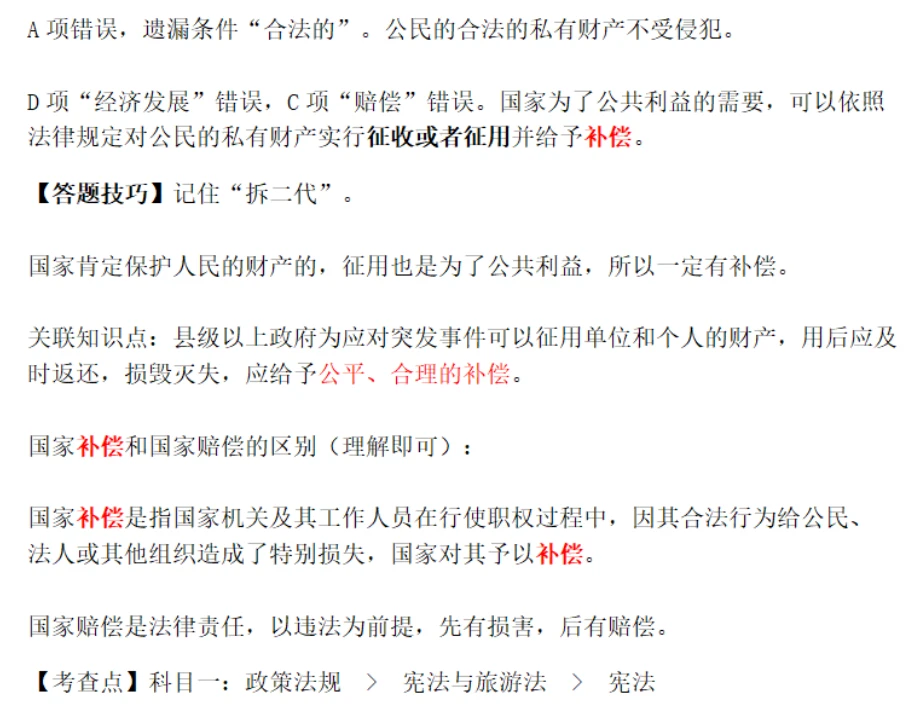 A 项错误，遗漏条件“合法的”。公民的合法的私有财产不受侵犯。
D 项“经济发展”错误，C 项“赔偿”错误。国家为了公共利益的需要，可以依照
法律规定对公民的私有财产实行征收或者征用并给予补偿。
【答题技巧】记住“拆二代”。
国家肯定保护人民的财产的，征用也是为了公共利益，所以一定有补偿。
关联知识点：县级以上政府为应对突发事件可以征用单位和个人的财产，用后应及
时返还，损毁灭失，应给予公平、合理的补偿。
国家补偿和国家赔偿的区别（理解即可）：
国家补偿是指国家机关及其工作人员在行使职权过程中，因其合法行为给公民、
法人或其他组织造成了特别损失，国家对其予以补偿。
国家赔偿是法律责任，以违法为前提，先有损害，后有赔偿。
【考查点】科目一：政策法规 > 宪法与旅游法 > 宪法